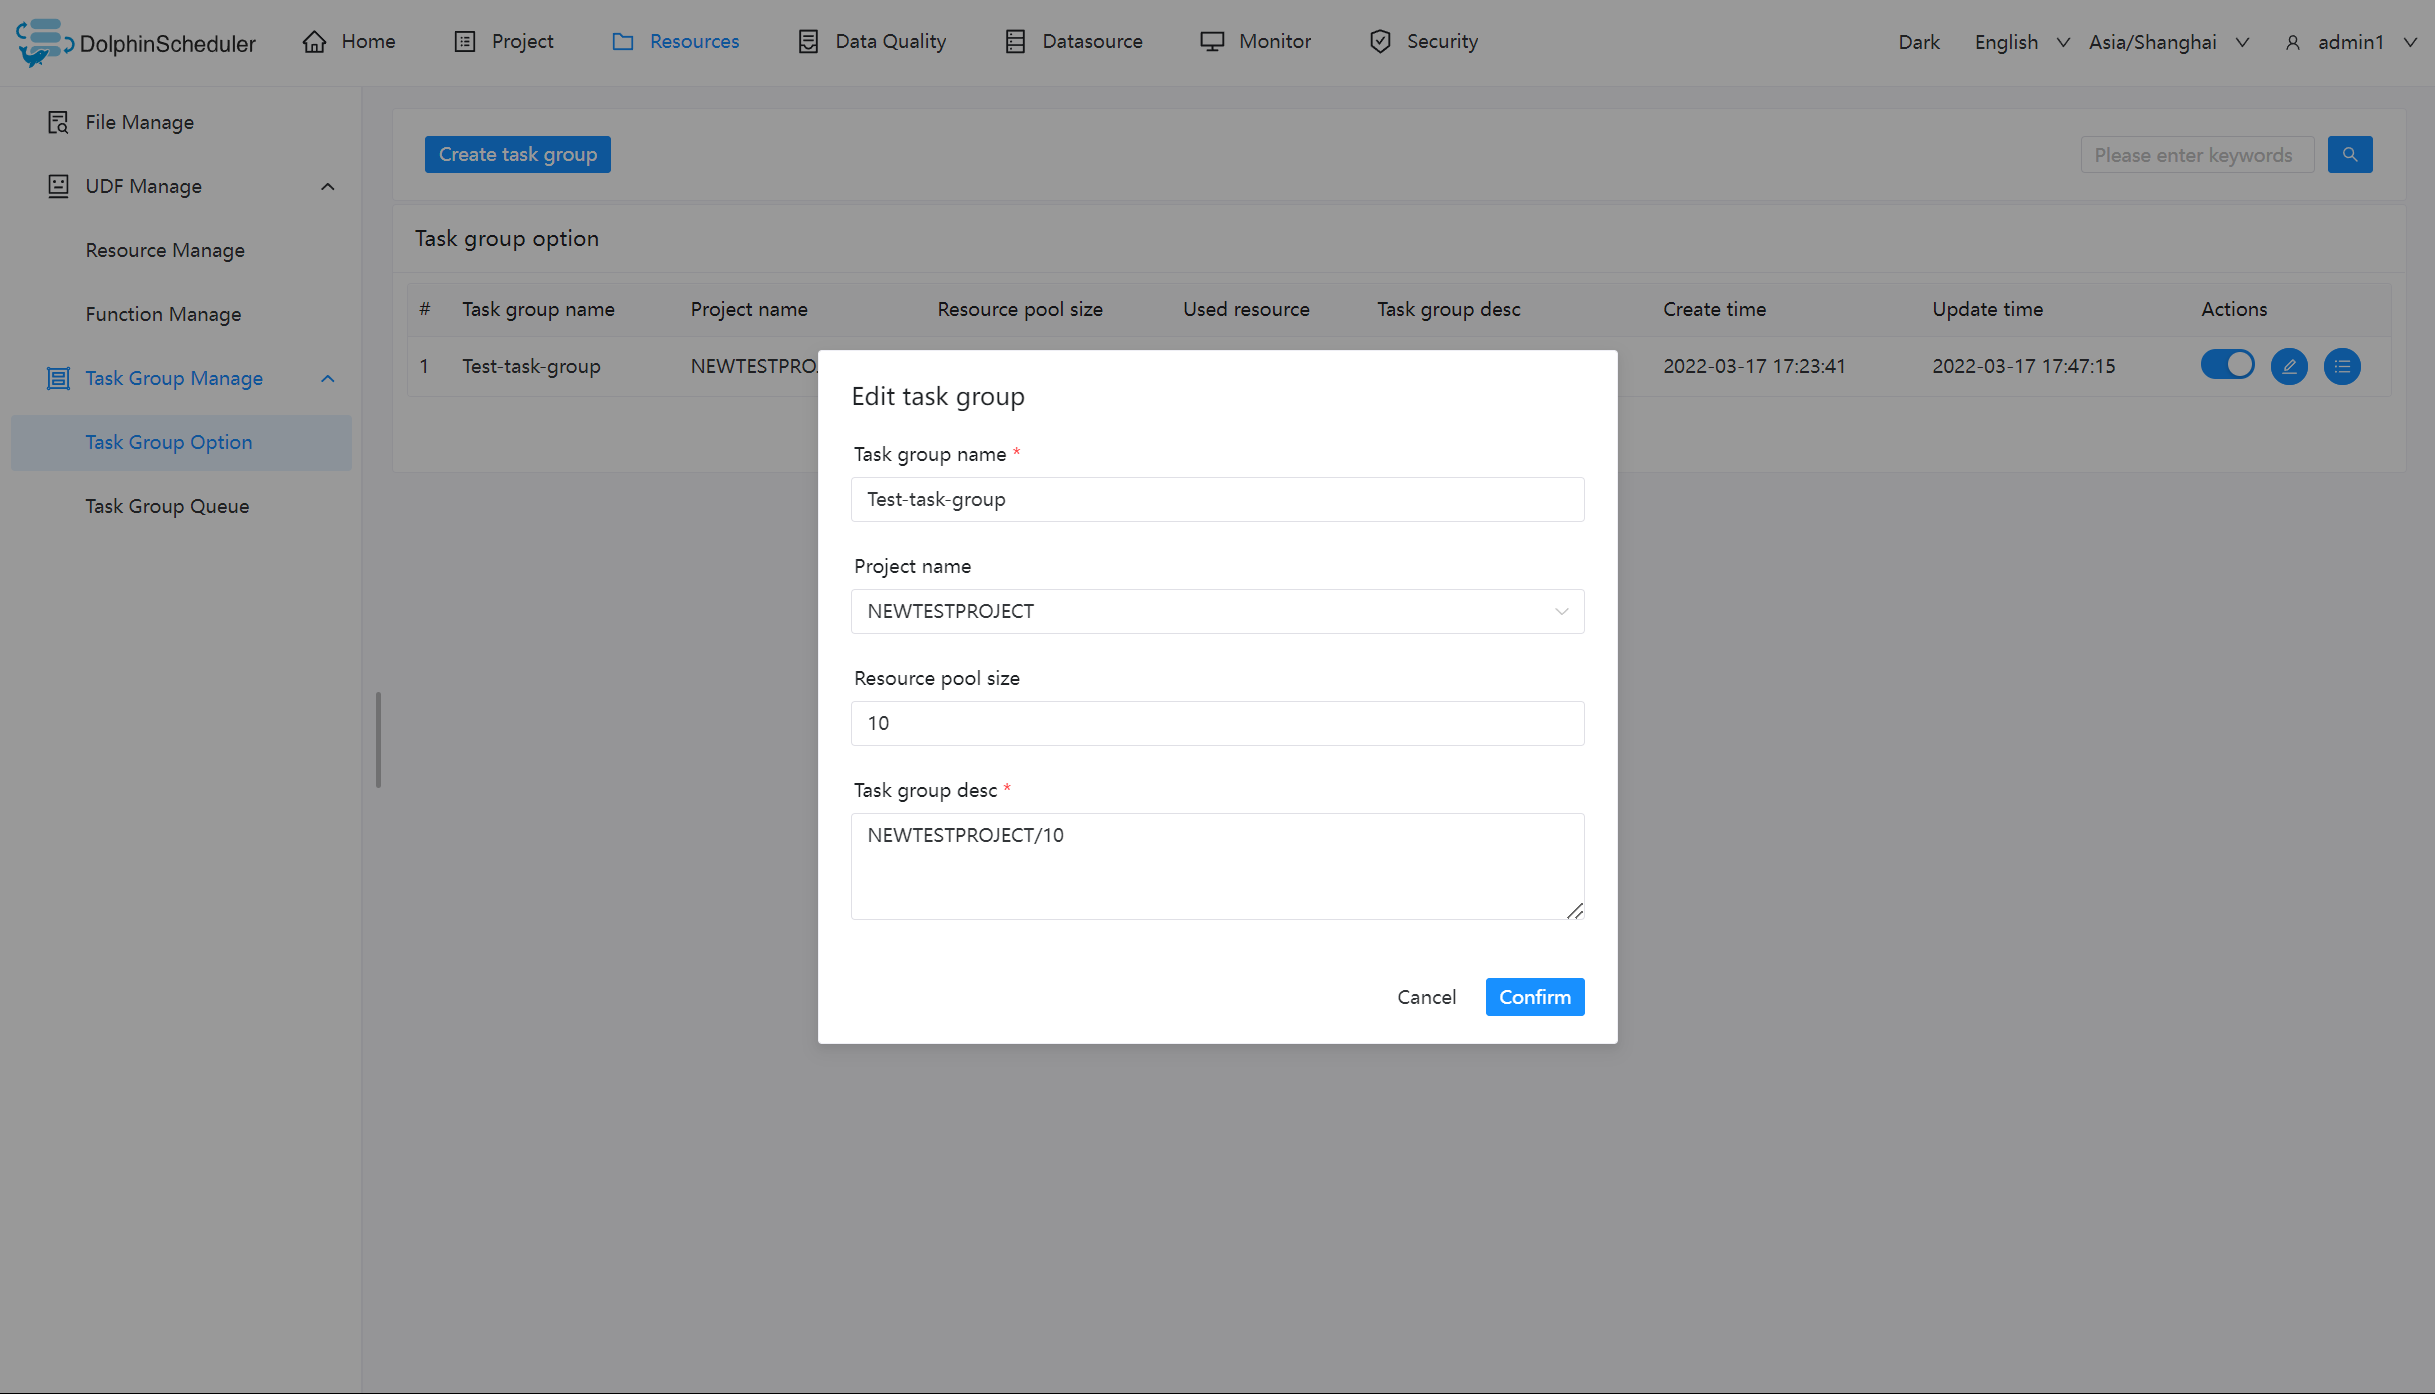 DolphinScheduler Home Project Resources Data Quality Datasource Monitor Security Dark English Asia/Shanghai admin1
File Manage
UDF Manage
Resource Manage
Function Manage
Task Group Manage
Task Group Option
Task Group Queue
Create task group Please enter keywords
Task group option
# Task group name Project name Resource pool size Used resource Task group desc Create time Update time Actions
1 Test-task-group NEWTESTPRO. 2022-03-17 17:23:41 2022-03-17 17:47:15
Edit task group
Task group name *
Test-task-group
Project name
NEWTESTPROJECT
Resource pool size
10
Task group desc *
NEWTESTPROJECT/10
Cancel Confirm